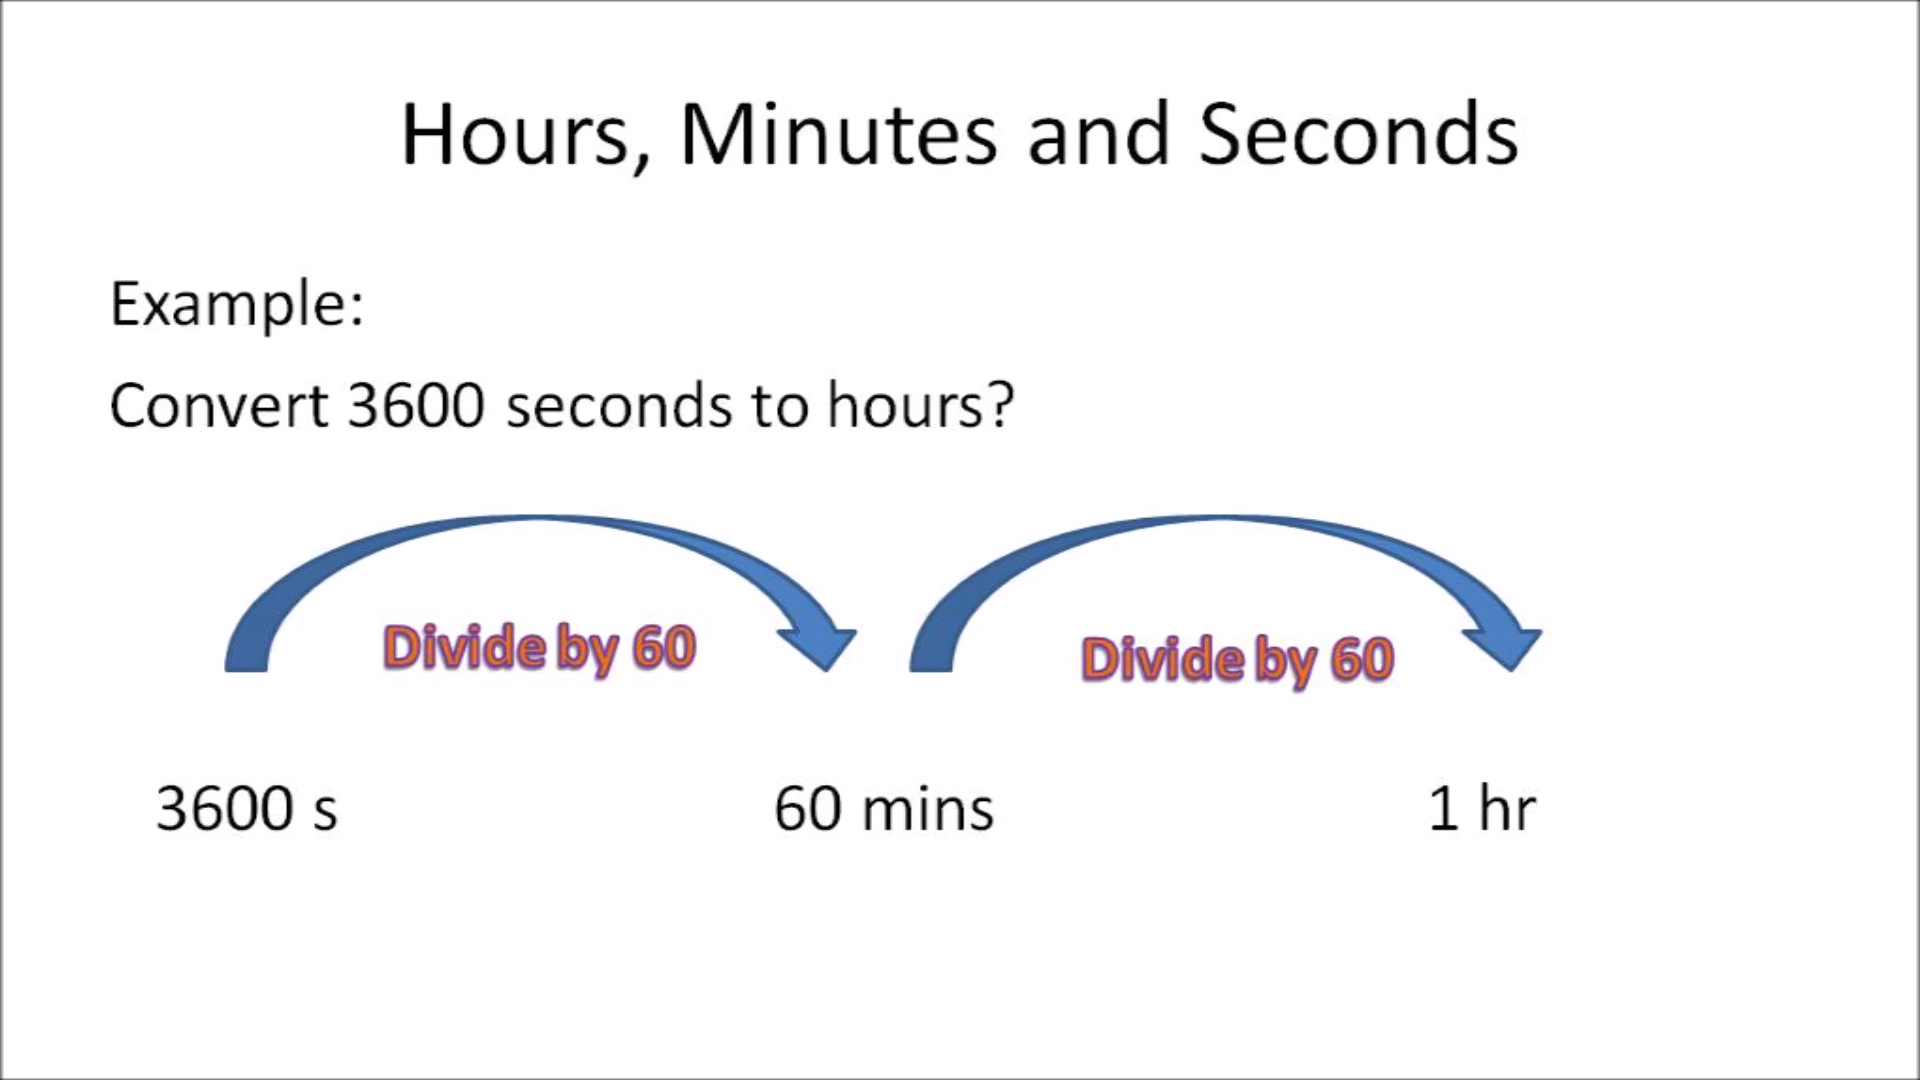 Hours, Minutes and Seconds
Example:
Convert 3600 seconds to hours?
Divide by 60
Divide by 60
3600 s
60 mins
1 hr